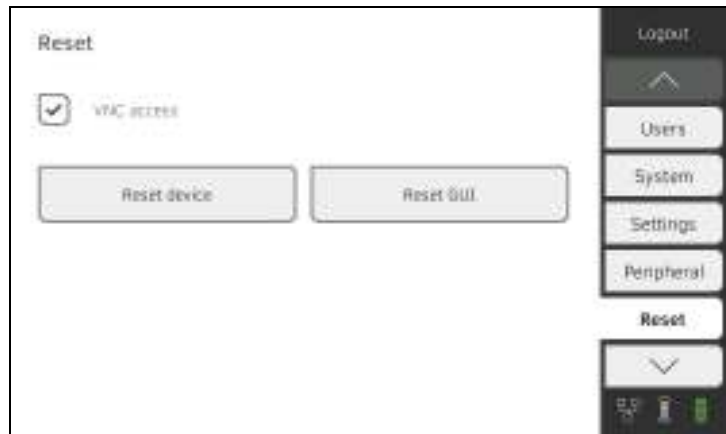 Reset
VNC access
Reset device
Reset GUI
Logout
Users
System
Settings
Peripheral
Reset